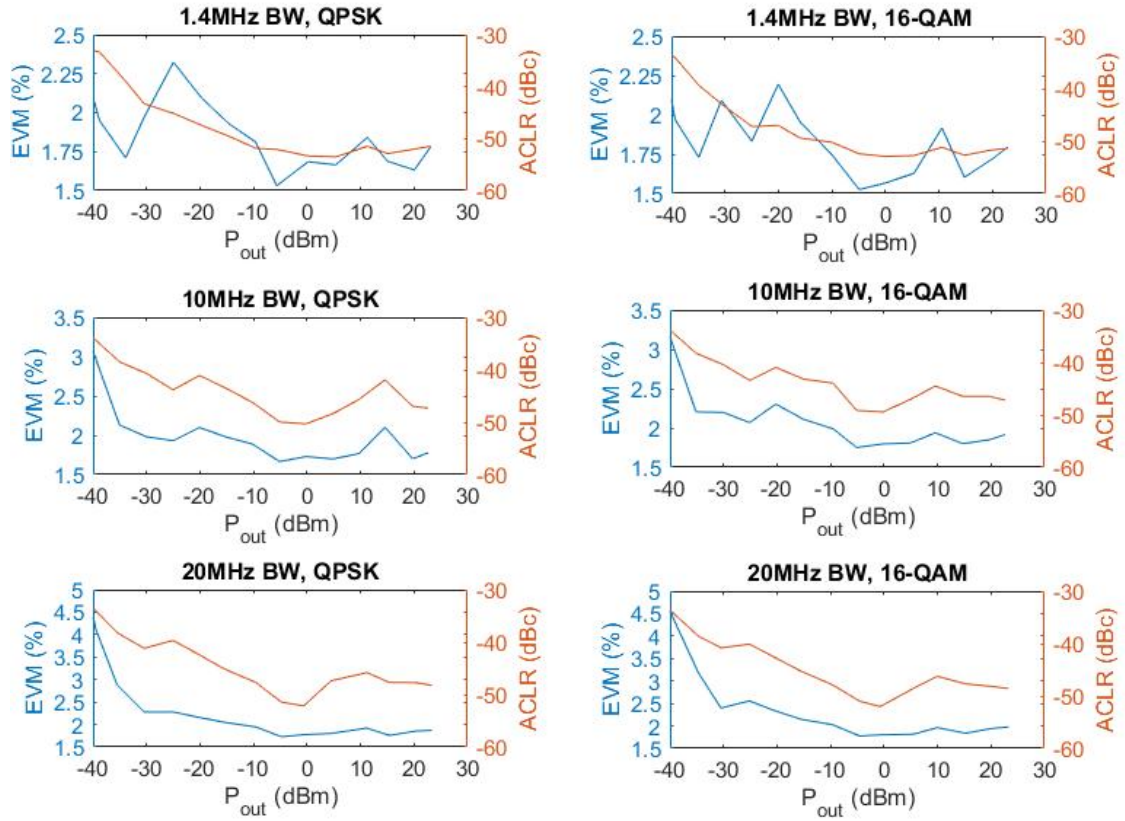 1.4MHz BW, QPSK
EVM (%)
2.5
2.25
2
1.75
1.5
-30
-40
-50
-60
ACLR (dBc)
-40 -30 -20 -10 0 10 20 30
Pout (dBm)
1.4MHz BW, 16-QAM
EVM (%)
2.5
2.25
2
1.75
1.5
-30
-40
-50
-60
ACLR (dBc)
-40 -30 -20 -10 0 10 20 30
Pout (dBm)
10MHz BW, QPSK
EVM (%)
3.5
3
2.5
2
1.5
-30
-40
-50
-60
ACLR (dBc)
-40 -30 -20 -10 0 10 20 30
Pout (dBm)
10MHz BW, 16-QAM
EVM (%)
3.5
3
2.5
2
1.5
-30
-40
-50
-60
ACLR (dBc)
-40 -30 -20 -10 0 10 20 30
Pout (dBm)
20MHz BW, QPSK
EVM (%)
5
4.5
4
3.5
3
2.5
2
1.5
-30
-40
-50
-60
ACLR (dBc)
-40 -30 -20 -10 0 10 20 30
Pout (dBm)
20MHz BW, 16-QAM
EVM (%)
5
4.5
4
3.5
3
2.5
2
1.5
-30
-40
-50
-60
ACLR (dBc)
-40 -30 -20 -10 0 10 20 30
Pout (dBm)